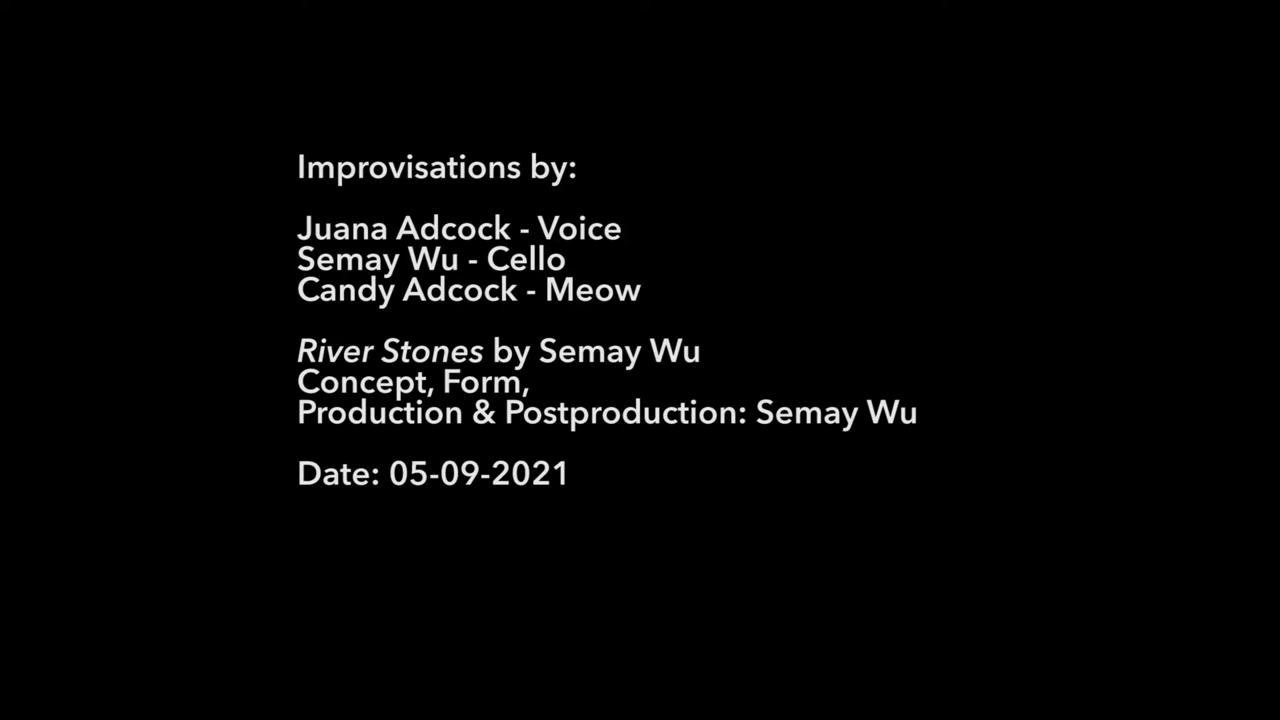 Improvisations by:
Juana Adcock - Voice
Semay Wu - Cello
Candy Adcock - Meow
River Stones by Semay Wu
Concept, Form,
Production & Postproduction: Semay Wu
Date: 05-09-2021